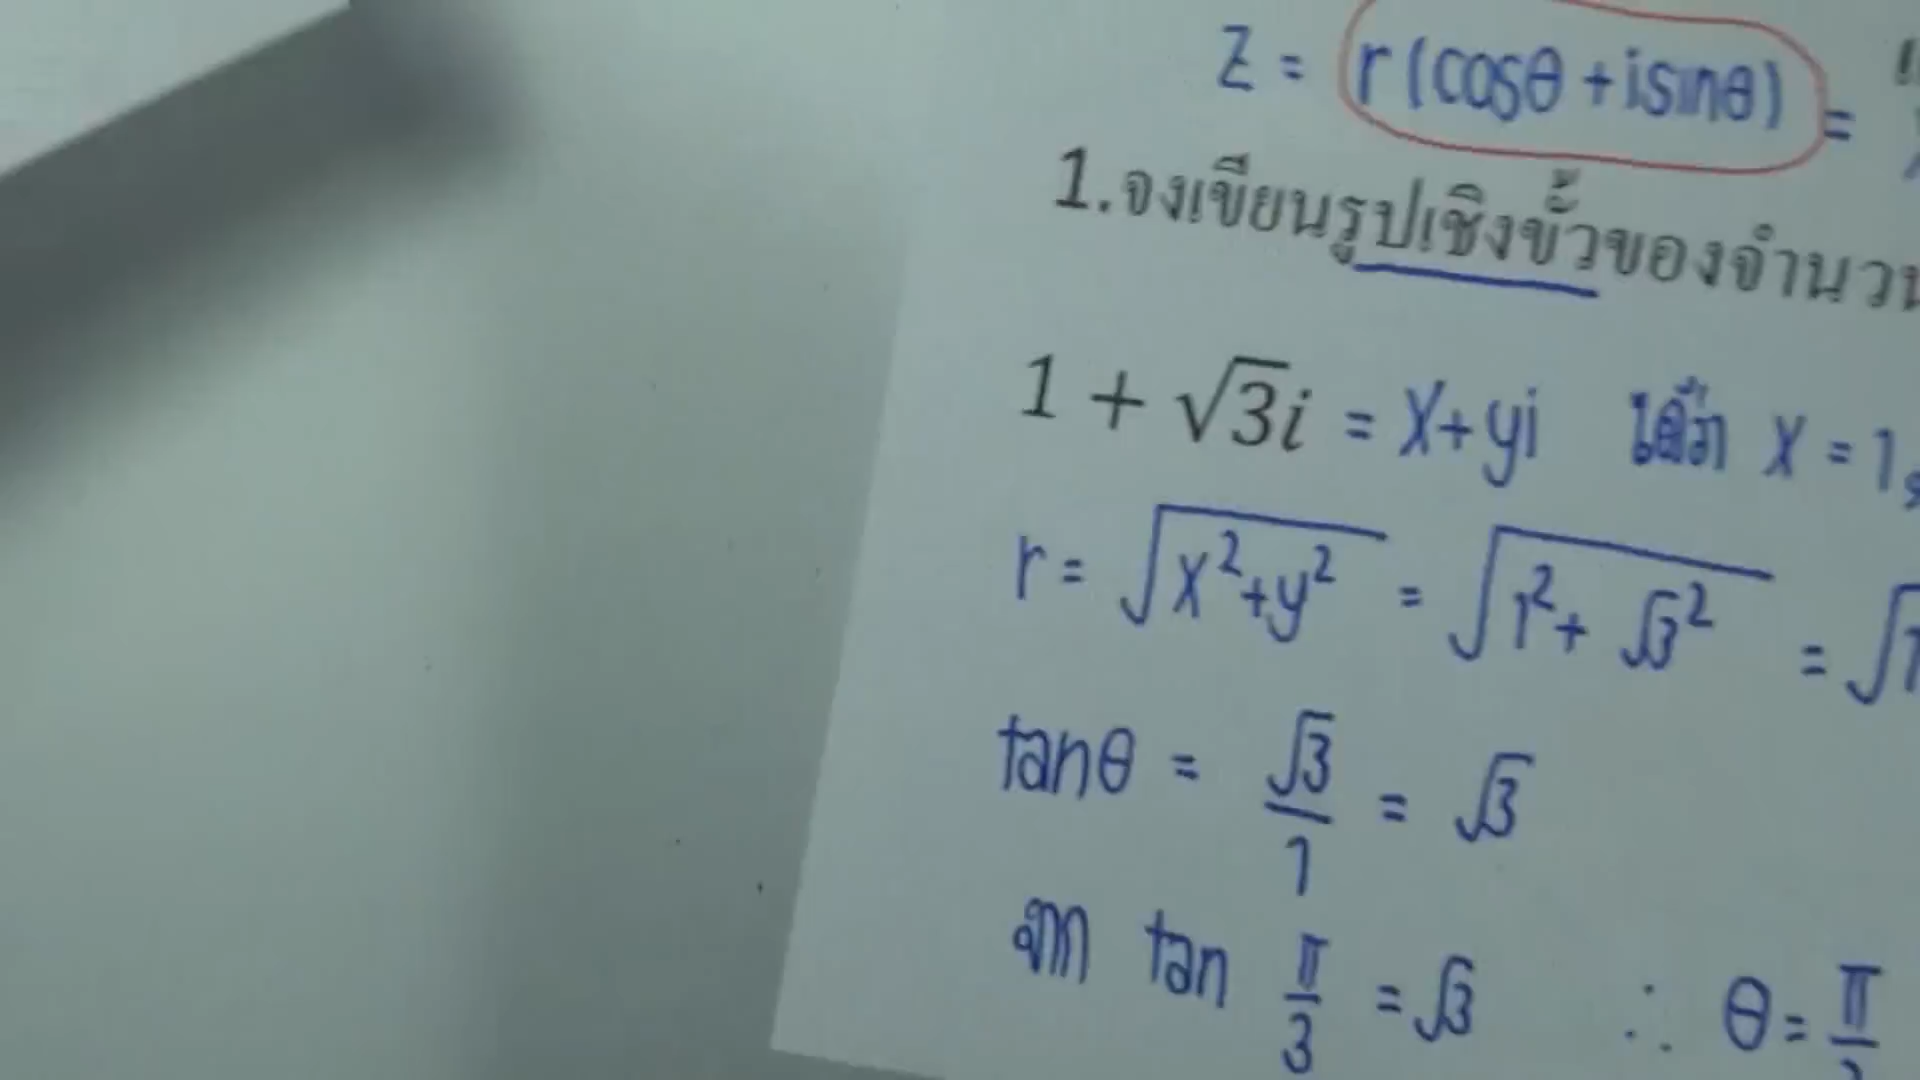 Z = r(cosθ + isinθ) =
1.จงเขียนรูปเชิงขั้วของจำนวน
1 + √3i = x + yi ได้ว่า x = 1,
r = √x²+y² = √1² + √3² = √1
tanθ = √3/1 = √3
จาก tan π/3 = √3 ∴ θ = π